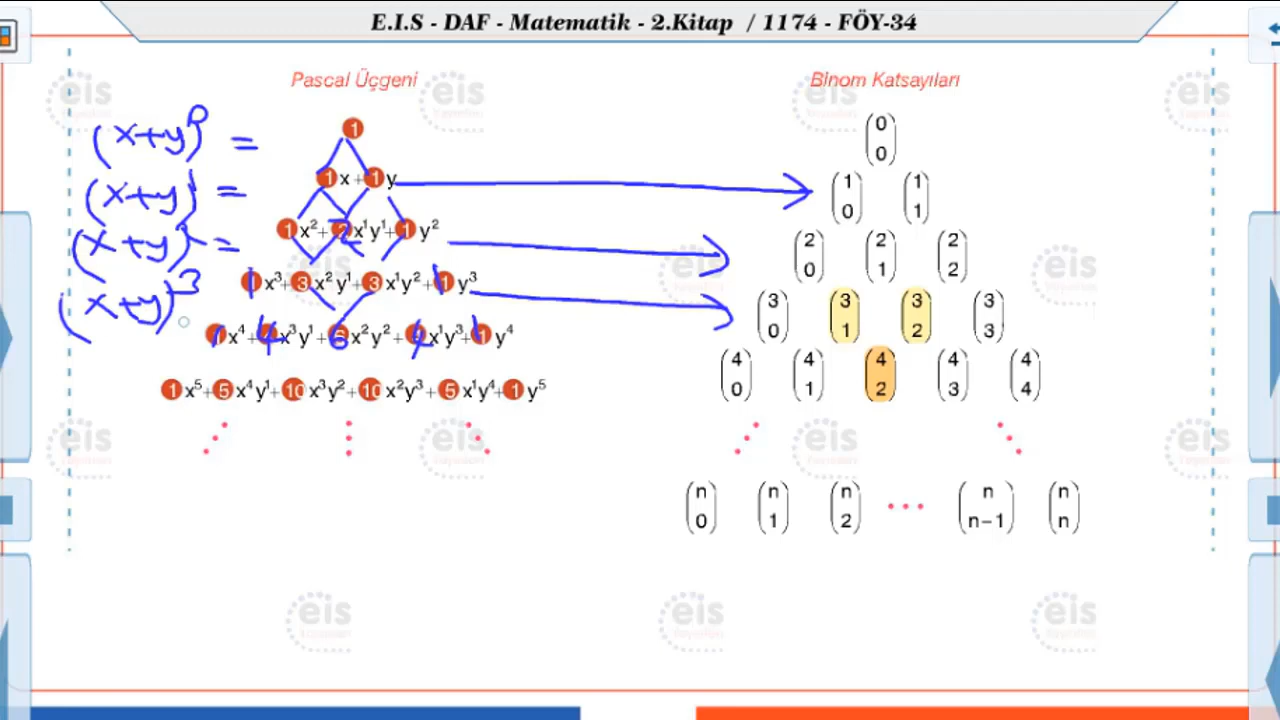 E.I.S - DAF - Matematik - 2.Kitap / 1174 - FÖY-34
Pascal Üçgeni
Binom Katsayıları
(x+y)⁰ = 1
(x+y)¹ = 1x + 1y
(x+y)² = 1x² + 2x¹y¹ + 1y²
(x+y)³ 1x³ + 3x²y¹ + 3x¹y² + 1y³
1x⁴ + 4x³y¹ + 6x²y² + 4x¹y³ + 1y⁴
1x⁵ + 5x⁴y¹ + 10x³y² + 10x²y³ + 5x¹y⁴ + 1y⁵
(0 0)
(1 0) (1 1)
(2 0) (2 1) (2 2)
(3 0) (3 1) (3 2) (3 3)
(4 0) (4 1) (4 2) (4 3) (4 4)
(n 0) (n 1) (n 2) ... (n n−1) (n n)
eis
Yayınları